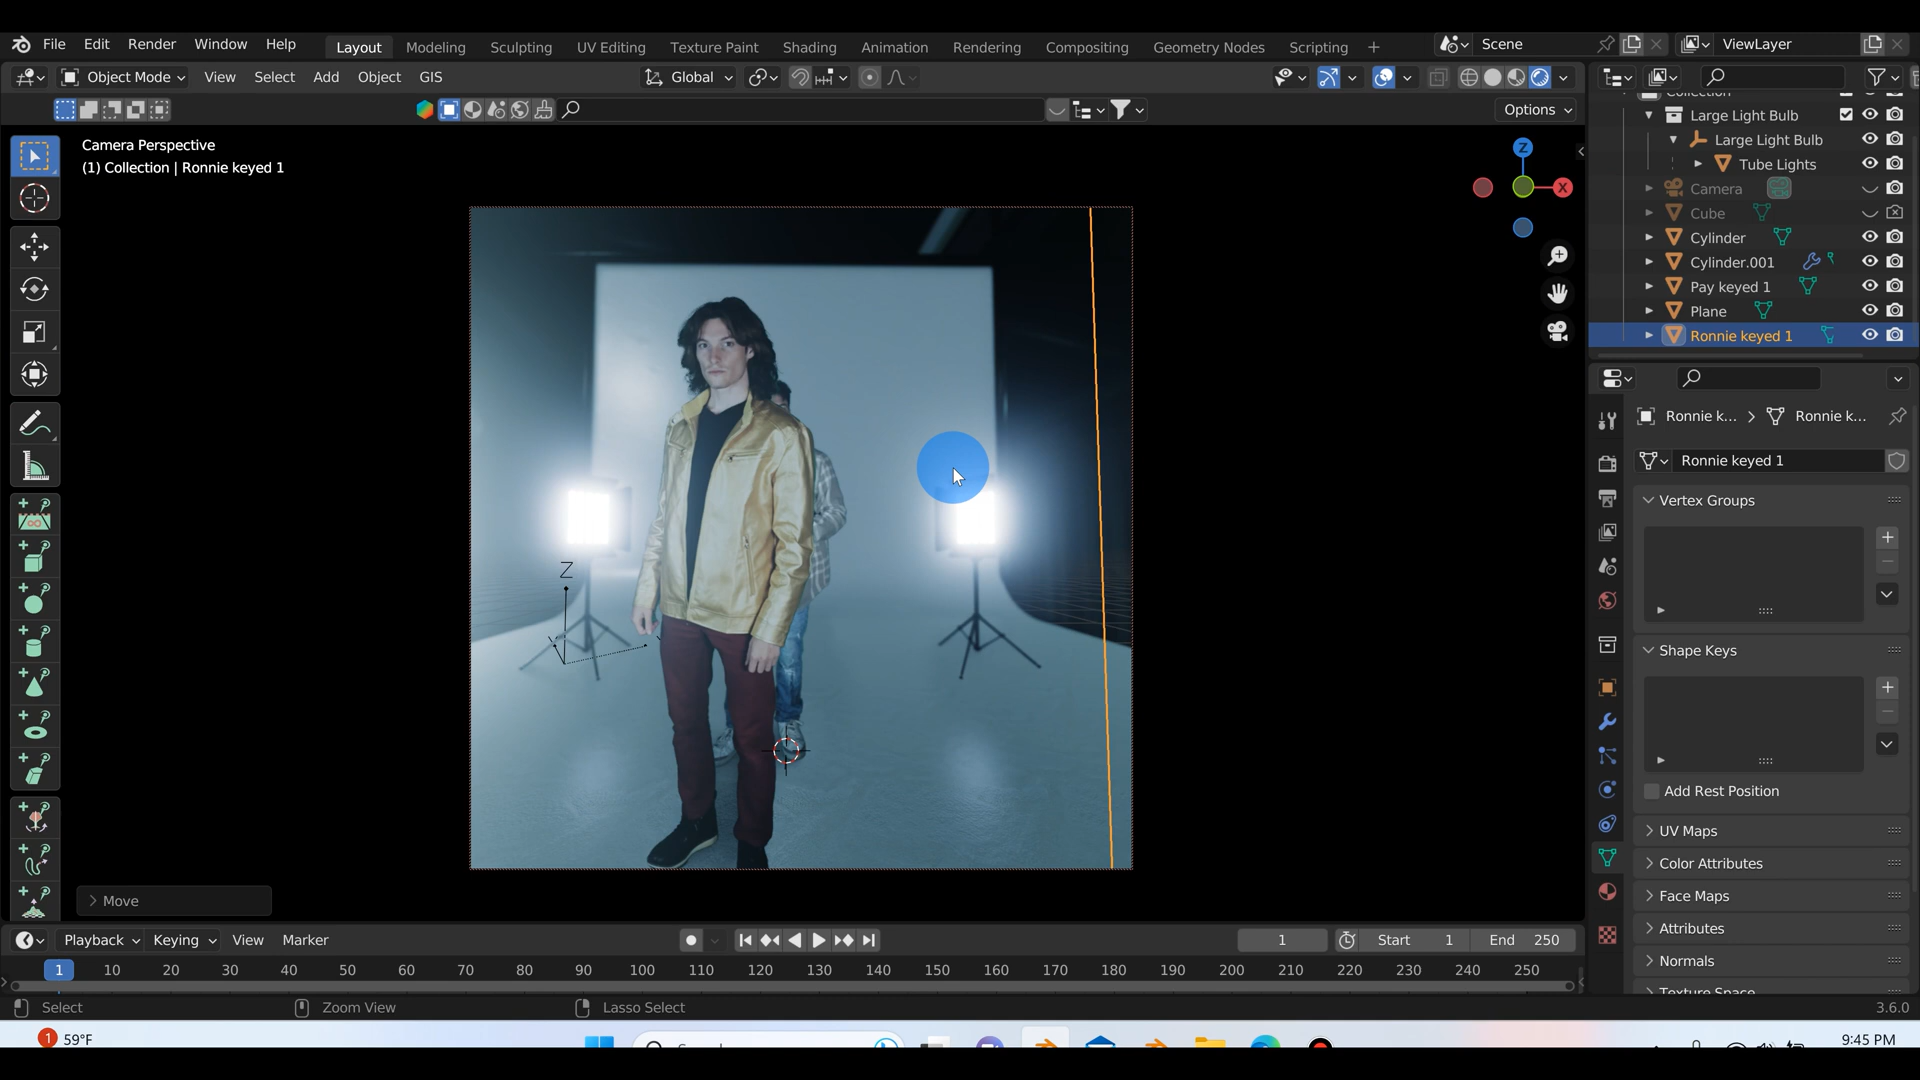 File Edit Render Window Help Layout Modeling Sculpting UV Editing Texture Paint Shading Animation Rendering Compositing Geometry Nodes Scripting + Scene ViewLayer
Object Mode View Select Add Object GIS Global
Options
Camera Perspective
(1) Collection | Ronnie keyed 1
Z
X
Z
Move
Collection
Large Light Bulb
Large Light Bulb
Tube Lights
Camera
Cube
Cylinder
Cylinder.001
Pay keyed 1
Plane
Ronnie keyed 1
Ronnie k... > Ronnie k...
Ronnie keyed 1
Vertex Groups
Shape Keys
Add Rest Position
UV Maps
Color Attributes
Face Maps
Attributes
Normals
Texture Space
Playback Keying View Marker 1 Start 1 End 250
1 10 20 30 40 50 60 70 80 90 100 110 120 130 140 150 160 170 180 190 200 210 220 230 240 250
Select Zoom View Lasso Select 3.6.0
1 59°F 9:45 PM